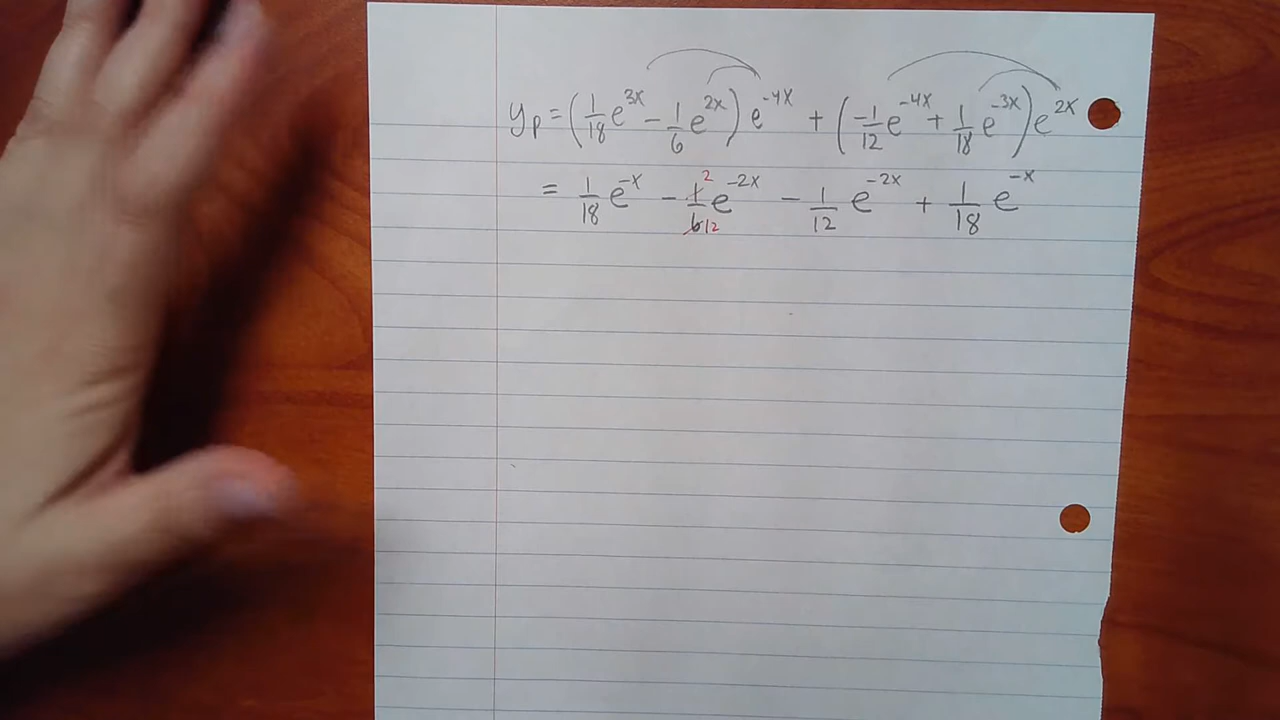 yp = (1/18 e^3x - 1/6 e^2x) e^-4x + (-1/12 e^-4x + 1/18 e^-3x) e^2x
= 1/18 e^-x - 1/6 2/12 e^-2x - 1/12 e^-2x + 1/18 e^-x